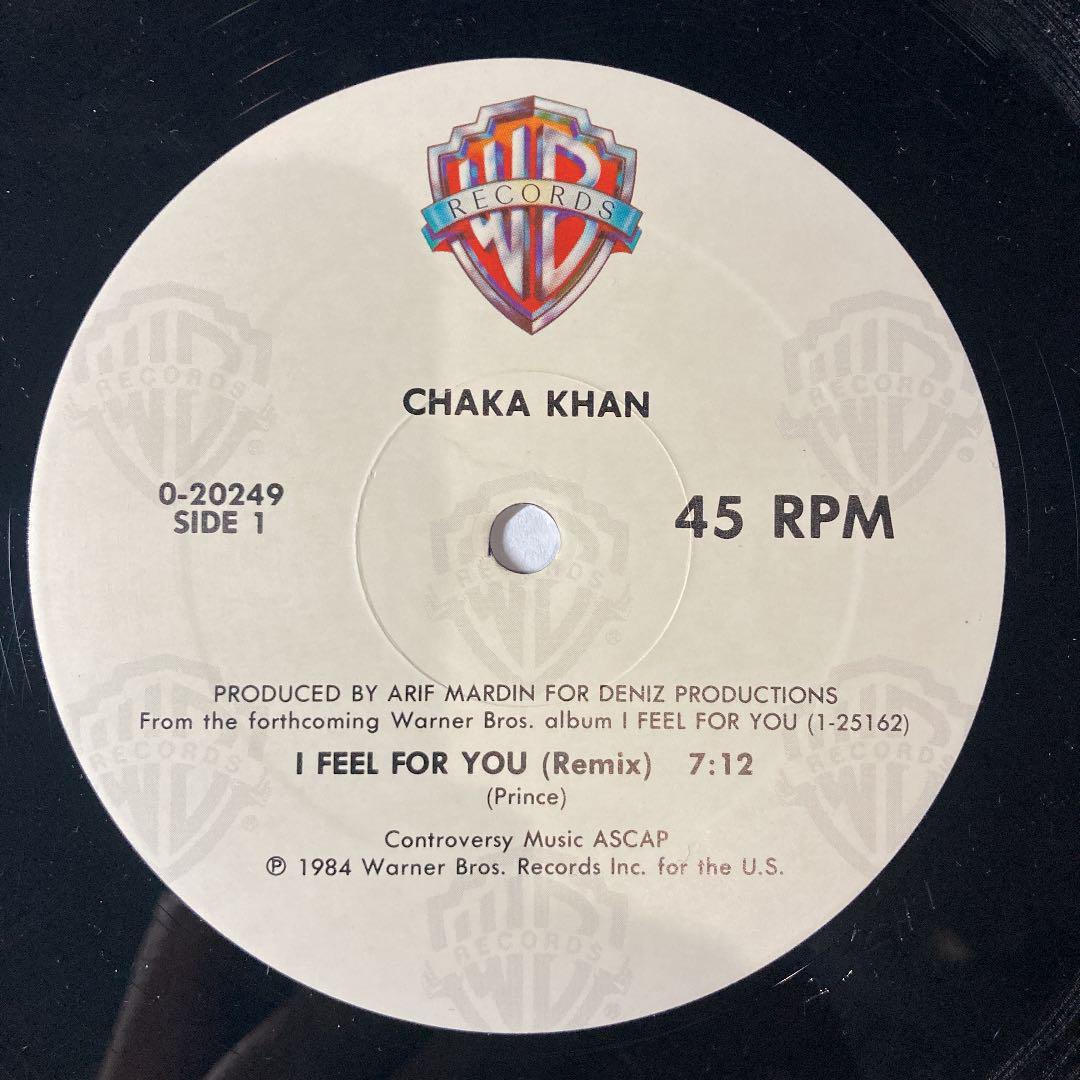 WB
RECORDS
CHAKA KHAN
0-20249
SIDE 1
45 RPM
PRODUCED BY ARIF MARDIN FOR DENIZ PRODUCTIONS
From the forthcoming Warner Bros. album I FEEL FOR YOU (1-25162)
I FEEL FOR YOU (Remix) 7:12
(Prince)
Controversy Music ASCAP
℗ 1984 Warner Bros. Records Inc. for the U.S.